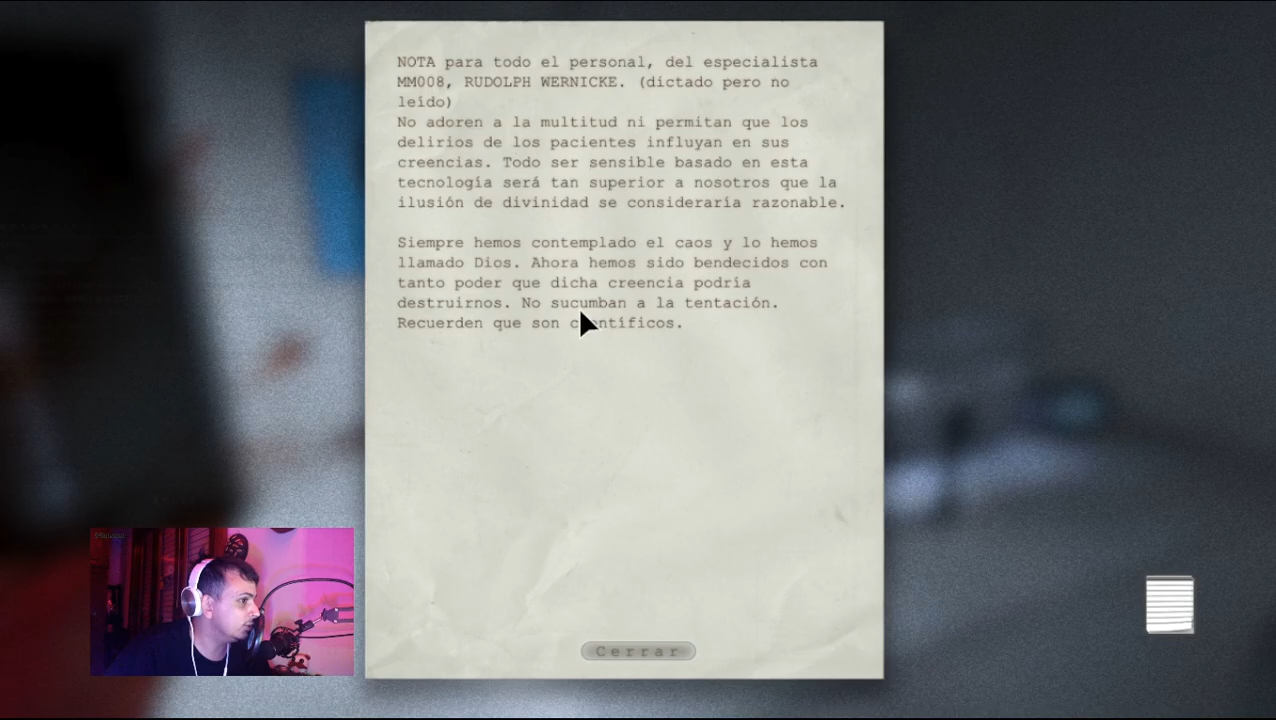 NOTA para todo el personal, del especialista
MM008, RUDOLPH WERNICKE. (dictado pero no
leído)
No adoren a la multitud ni permitan que los
delirios de los pacientes influyan en sus
creencias. Todo ser sensible basado en esta
tecnología será tan superior a nosotros que la
ilusión de divinidad se consideraría razonable.
Siempre hemos contemplado el caos y lo hemos
llamado Dios. Ahora hemos sido bendecidos con
tanto poder que dicha creencia podría
destruirnos. No sucumban a la tentación.
Recuerden que son científicos.
Cerrar